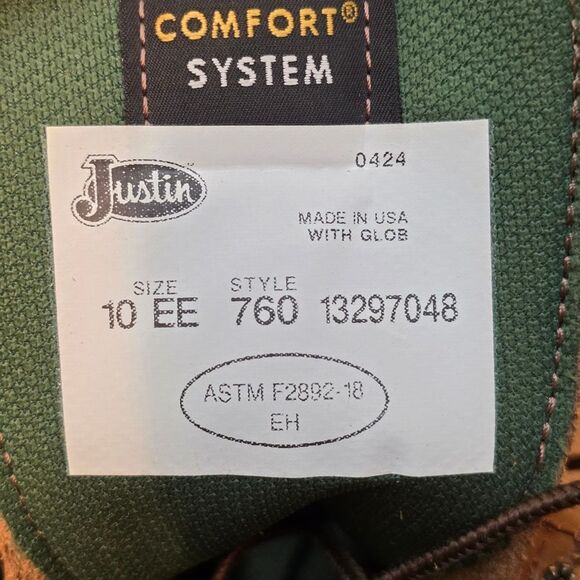 COMFORT®
SYSTEM
Justin
0424
MADE IN USA
WITH GLOB
SIZE STYLE
10 EE 760 13297048
ASTM F2892-18
EH